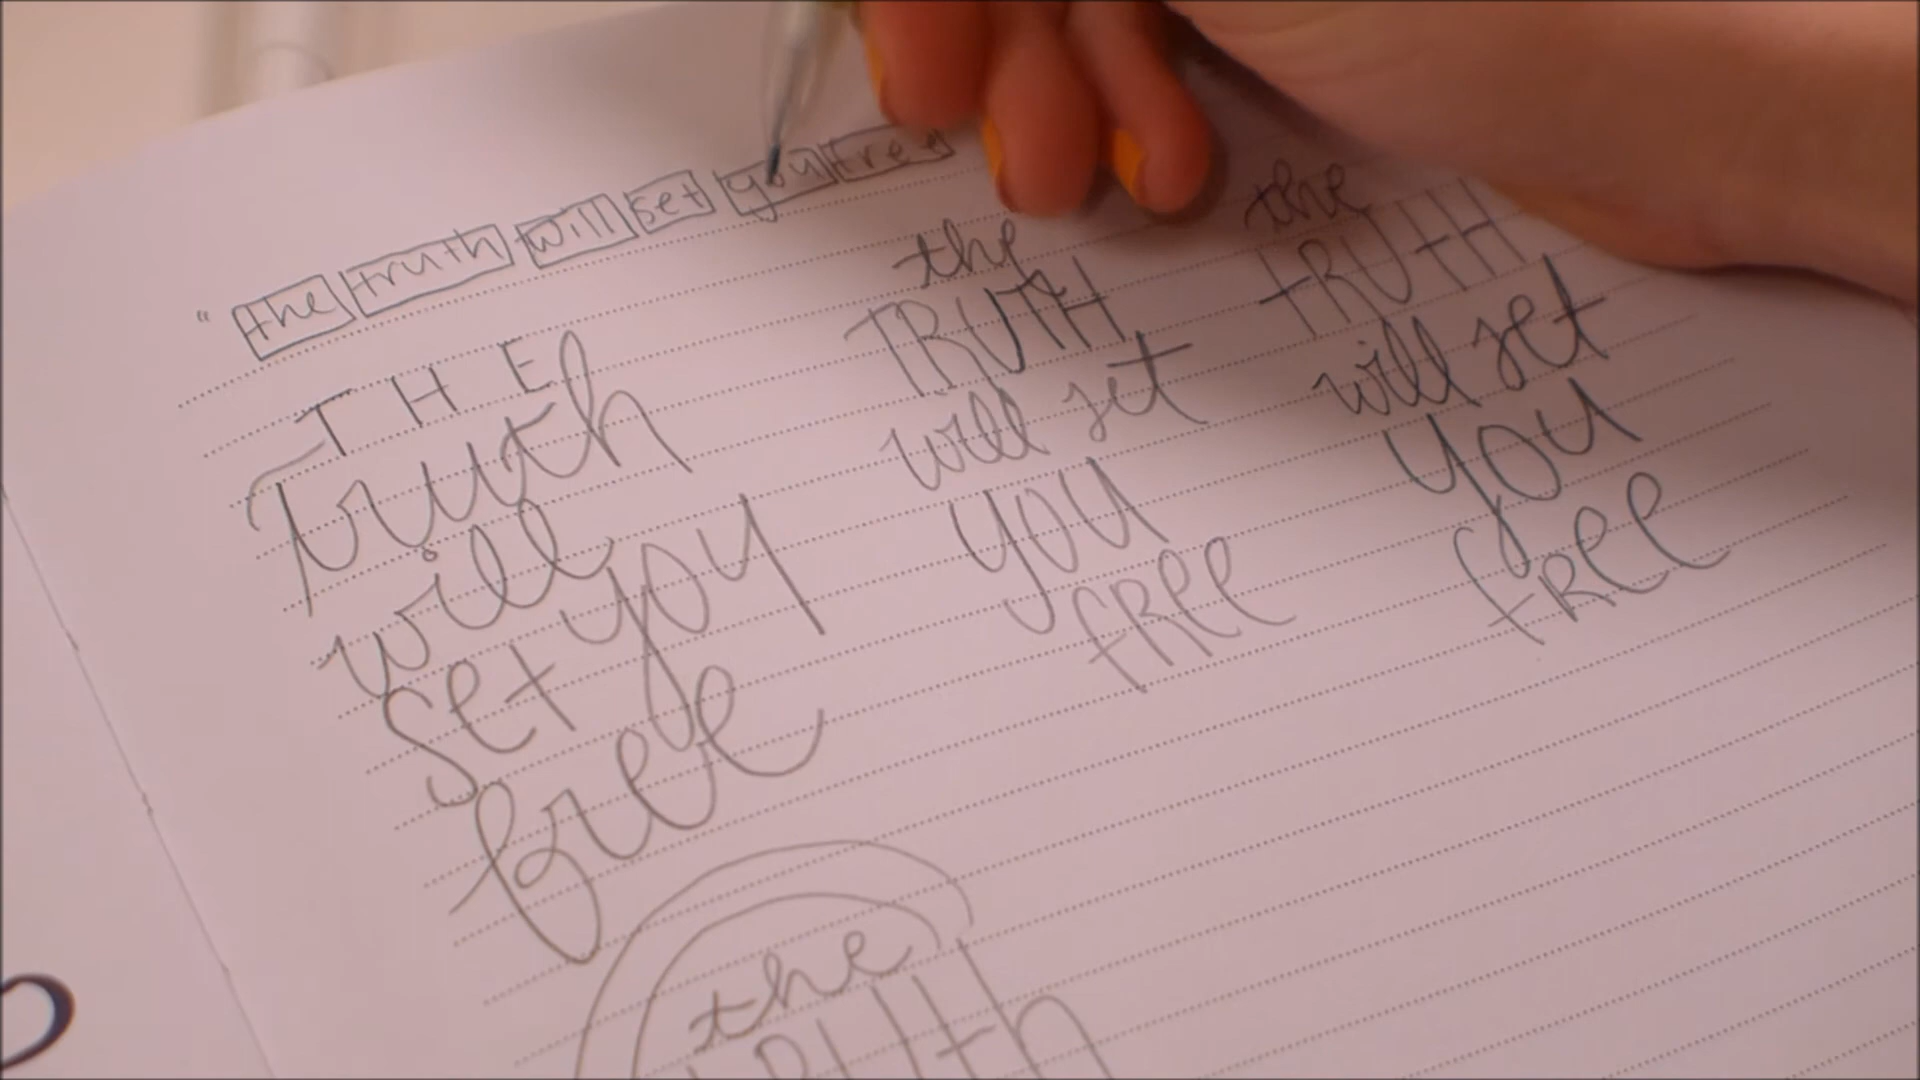 "the truth will set you free
THE
truth
will
set you
free
the
TRUTH
will set
you
fRee
the
tRUtH
will set
you
fRee
the
TRUth